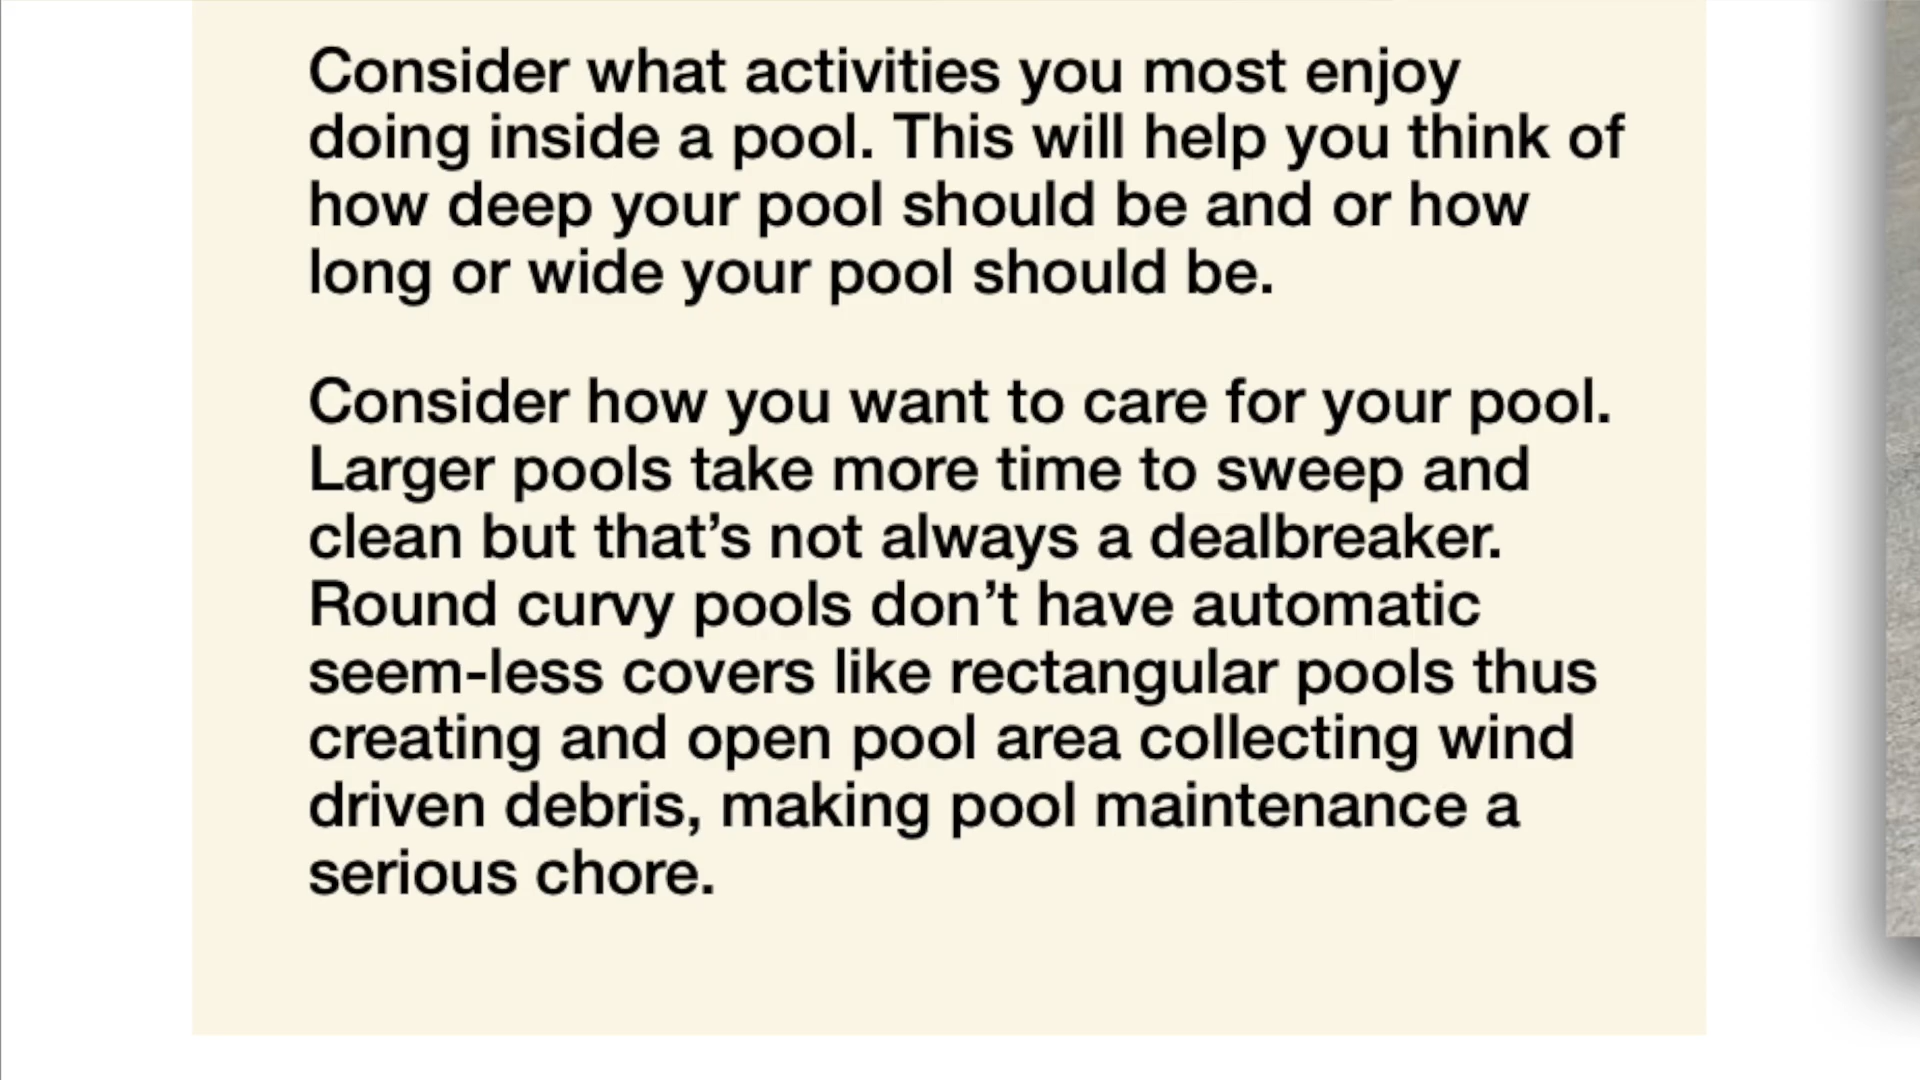 Consider what activities you most enjoy
doing inside a pool. This will help you think of
how deep your pool should be and or how
long or wide your pool should be.
Consider how you want to care for your pool.
Larger pools take more time to sweep and
clean but that’s not always a dealbreaker.
Round curvy pools don’t have automatic
seem-less covers like rectangular pools thus
creating and open pool area collecting wind
driven debris, making pool maintenance a
serious chore.